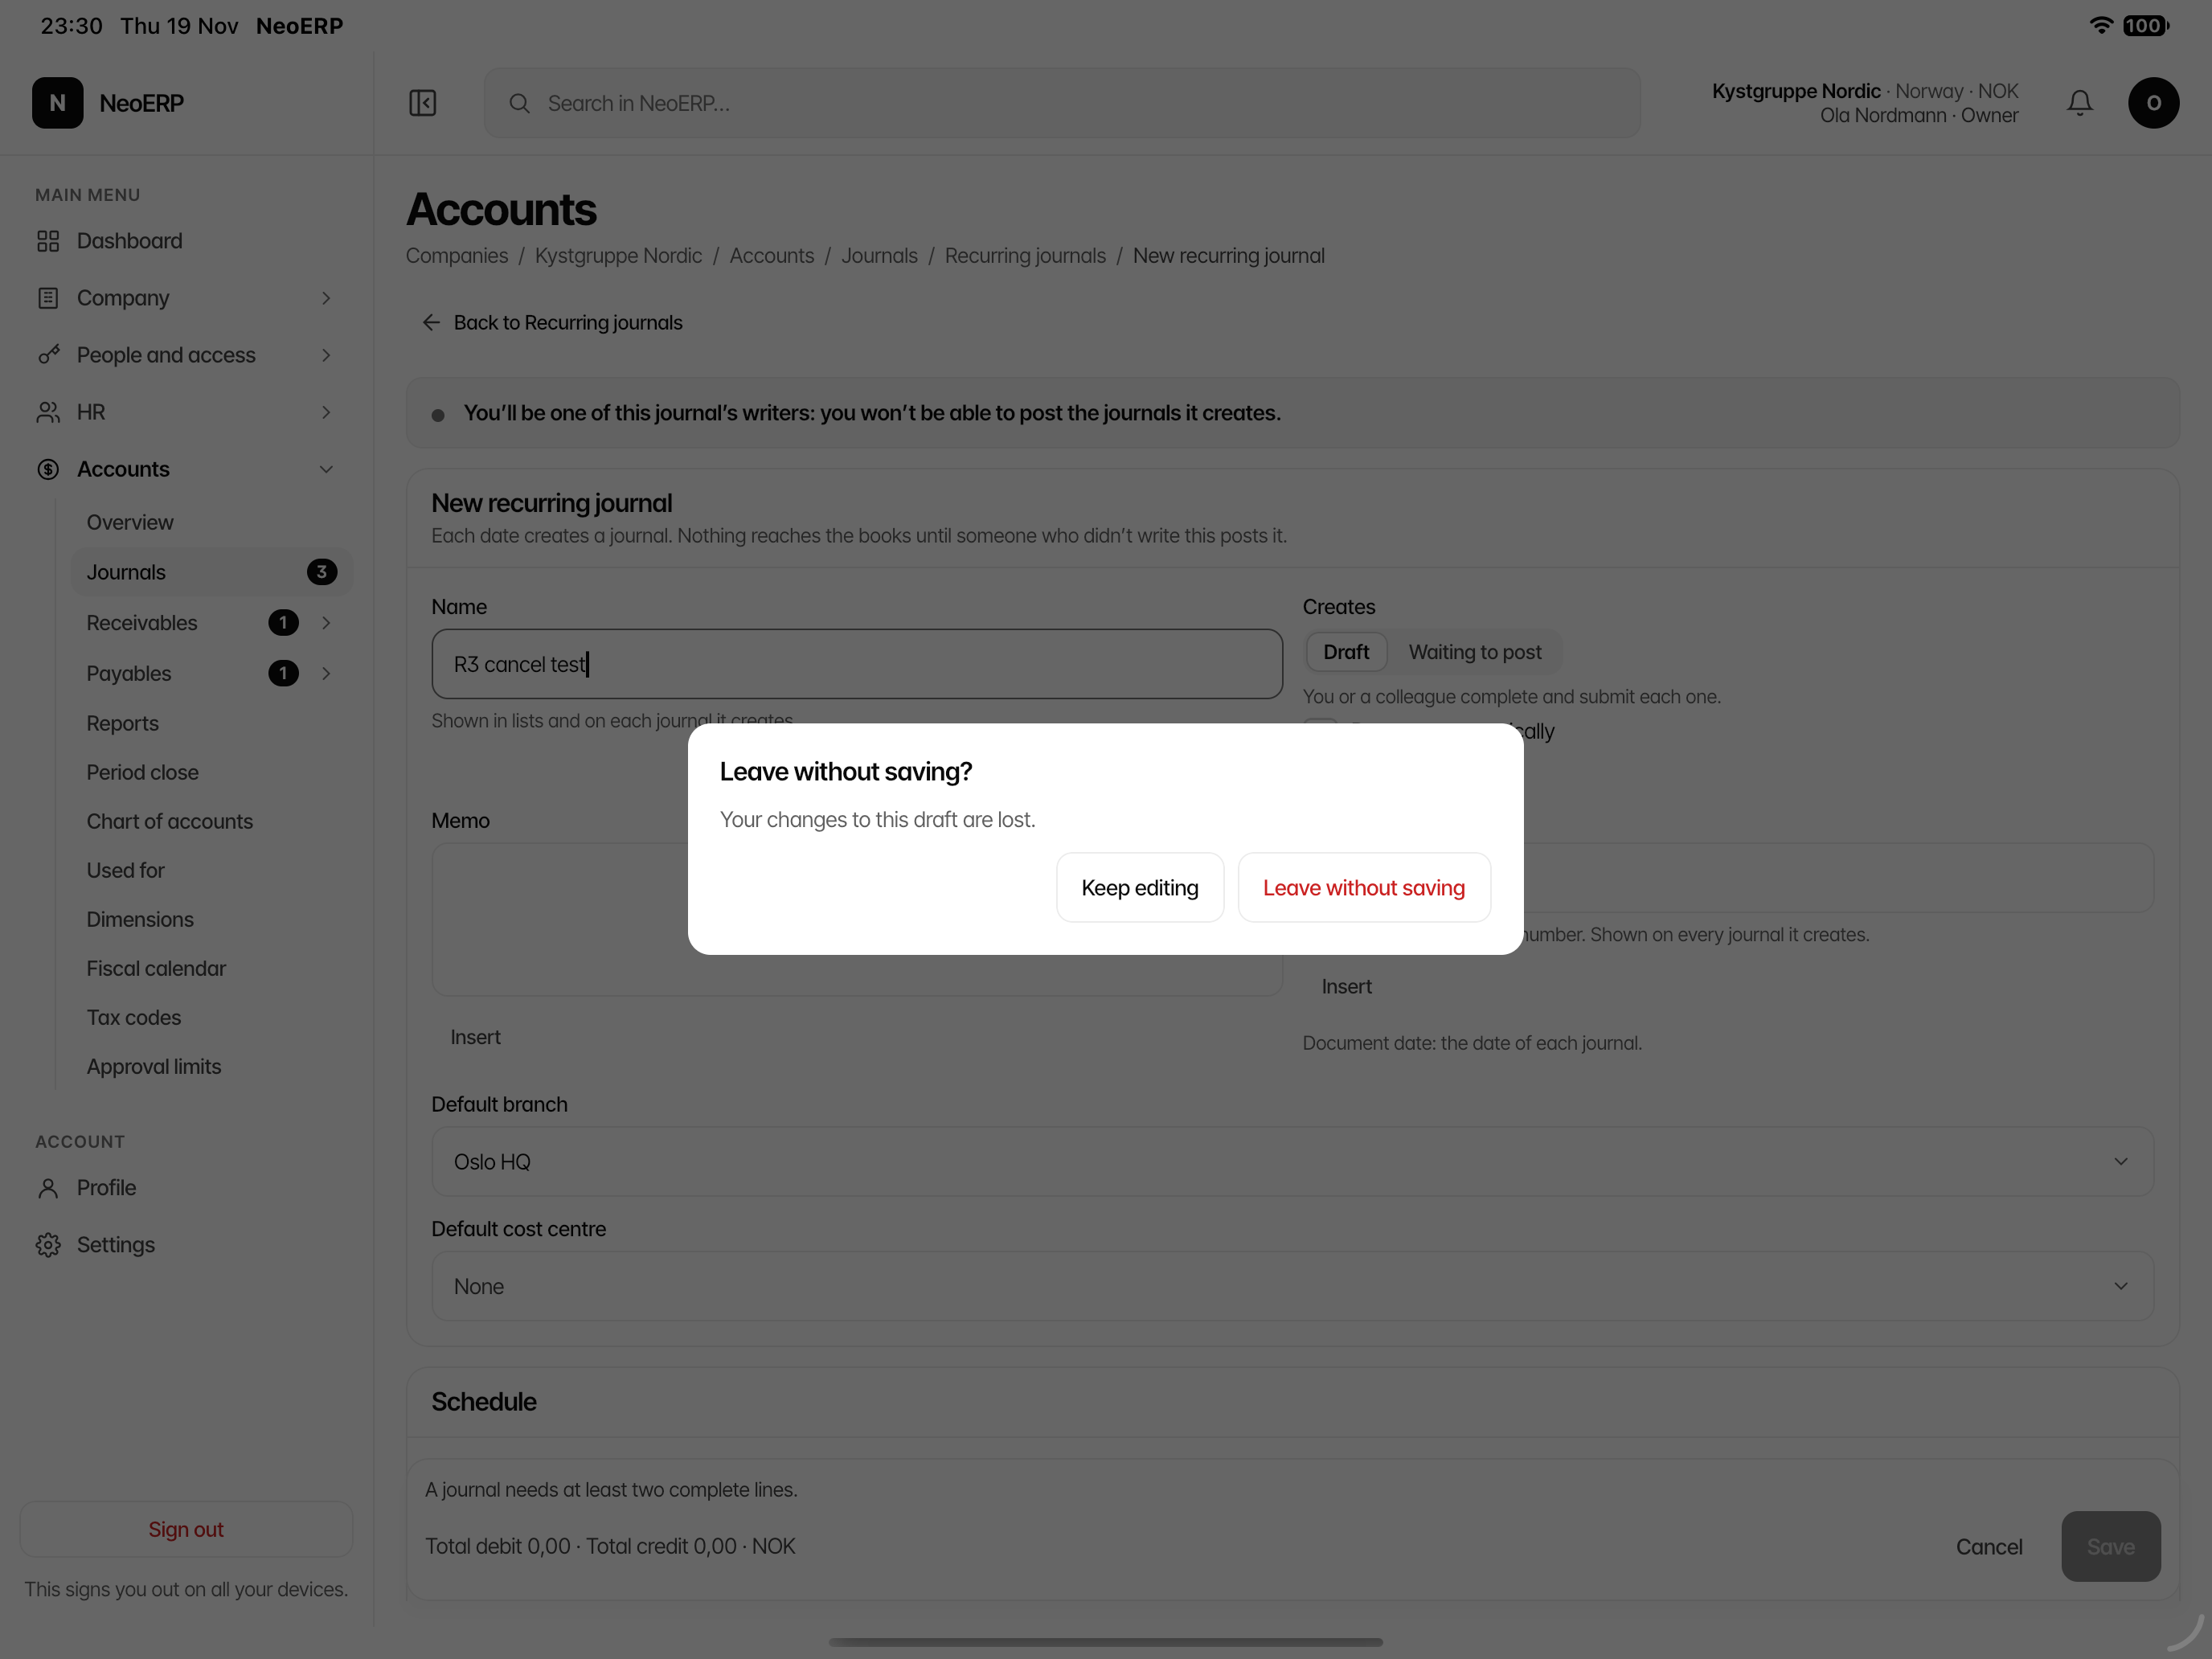 23:30 Thu 19 Nov NeoERP
100
N NeoERP
Search in NeoERP...
Kystgruppe Nordic · Norway · NOK
Ola Nordmann · Owner
O
MAIN MENU
Dashboard
Company
People and access
HR
Accounts
Overview
Journals 3
Receivables 1
Payables 1
Reports
Period close
Chart of accounts
Used for
Dimensions
Fiscal calendar
Tax codes
Approval limits
ACCOUNT
Profile
Settings
Sign out
This signs you out on all your devices.
Accounts
Companies / Kystgruppe Nordic / Accounts / Journals / Recurring journals / New recurring journal
Back to Recurring journals
You’ll be one of this journal’s writers: you won’t be able to post the journals it creates.
New recurring journal
Each date creates a journal. Nothing reaches the books until someone who didn’t write this posts it.
Name
R3 cancel test
Shown in lists and on each journal it creates
Creates
Draft Waiting to post
You or a colleague complete and submit each one.
Leave without saving?
Your changes to this draft are lost.
Keep editing Leave without saving
Memo
Insert
Shown on every journal it creates.
Insert
Document date: the date of each journal.
Default branch
Oslo HQ
Default cost centre
None
Schedule
A journal needs at least two complete lines.
Total debit 0,00 · Total credit 0,00 · NOK
Cancel Save